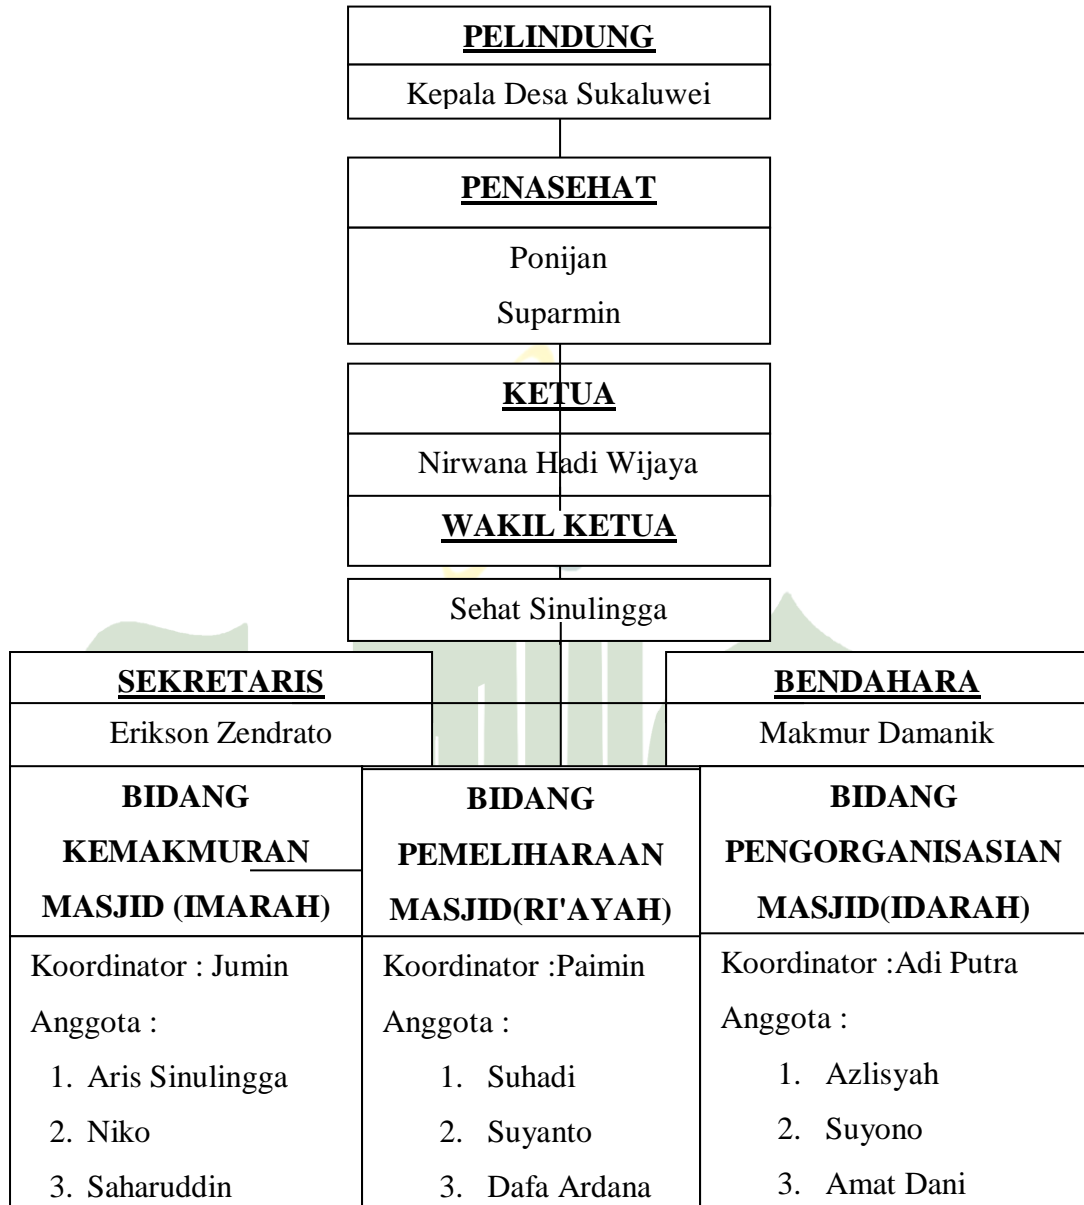 PELINDUNG
Kepala Desa Sukaluwei
PENASEHAT
Ponijan
Suparmin
KETUA
Nirwana Hadi Wijaya
WAKIL KETUA
Sehat Sinulingga
SEKRETARIS
Erikson Zendrato
BENDAHARA
Makmur Damanik
BIDANG
KEMAKMURAN
MASJID (IMARAH)
Koordinator : Jumin
Anggota :
1. Aris Sinulingga
2. Niko
3. Saharuddin
BIDANG
PEMELIHARAAN
MASJID(RI'AYAH)
Koordinator :Paimin
Anggota :
1. Suhadi
2. Suyanto
3. Dafa Ardana
BIDANG
PENGORGANISASIAN
MASJID(IDARAH)
Koordinator :Adi Putra
Anggota :
1. Azlisyah
2. Suyono
3. Amat Dani